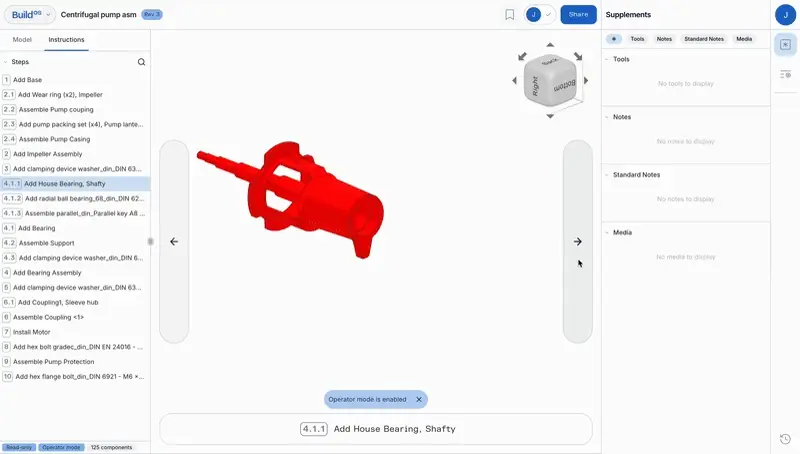 BuildOS
Centrifugal pump asm
Rev 3
J
Share
Supplements
J
Model
Instructions
Tools
Notes
Standard Notes
Media
Steps
1 Add Base
2.1 Add Wear ring (x2), Impeller
2.2 Assemble Pump couping
2.3 Add pump packing set (x4), Pump lante...
2.4 Assemble Pump Casing
2 Add Impeller Assembly
3 Add clamping device washer_din_DIN 63...
4.1.1 Add House Bearing, Shafty
4.1.2 Add radial ball bearing_68_din_DIN 62...
4.1.3 Assemble parallel_din_Parallel key A8 ...
4.1 Add Bearing
4.2 Assemble Support
4.3 Add clamping device washer_din_DIN 6...
4 Add Bearing Assembly
5 Add clamping device washer_din_DIN 63...
6.1 Add Coupling1, Sleeve hub
6 Assemble Coupling <1>
7 Install Motor
8 Add hex bolt gradec_din_DIN EN 24016 - ...
9 Assemble Pump Protection
10 Add hex flange bolt_din_DIN 6921 - M6 ×...
Back
Right
Bottom
Tools
No tools to display
Notes
No notes to display
Standard Notes
No notes to display
Media
No media to display
Operator mode is enabled
4.1.1 Add House Bearing, Shafty
Read-only
Operator mode
125 components